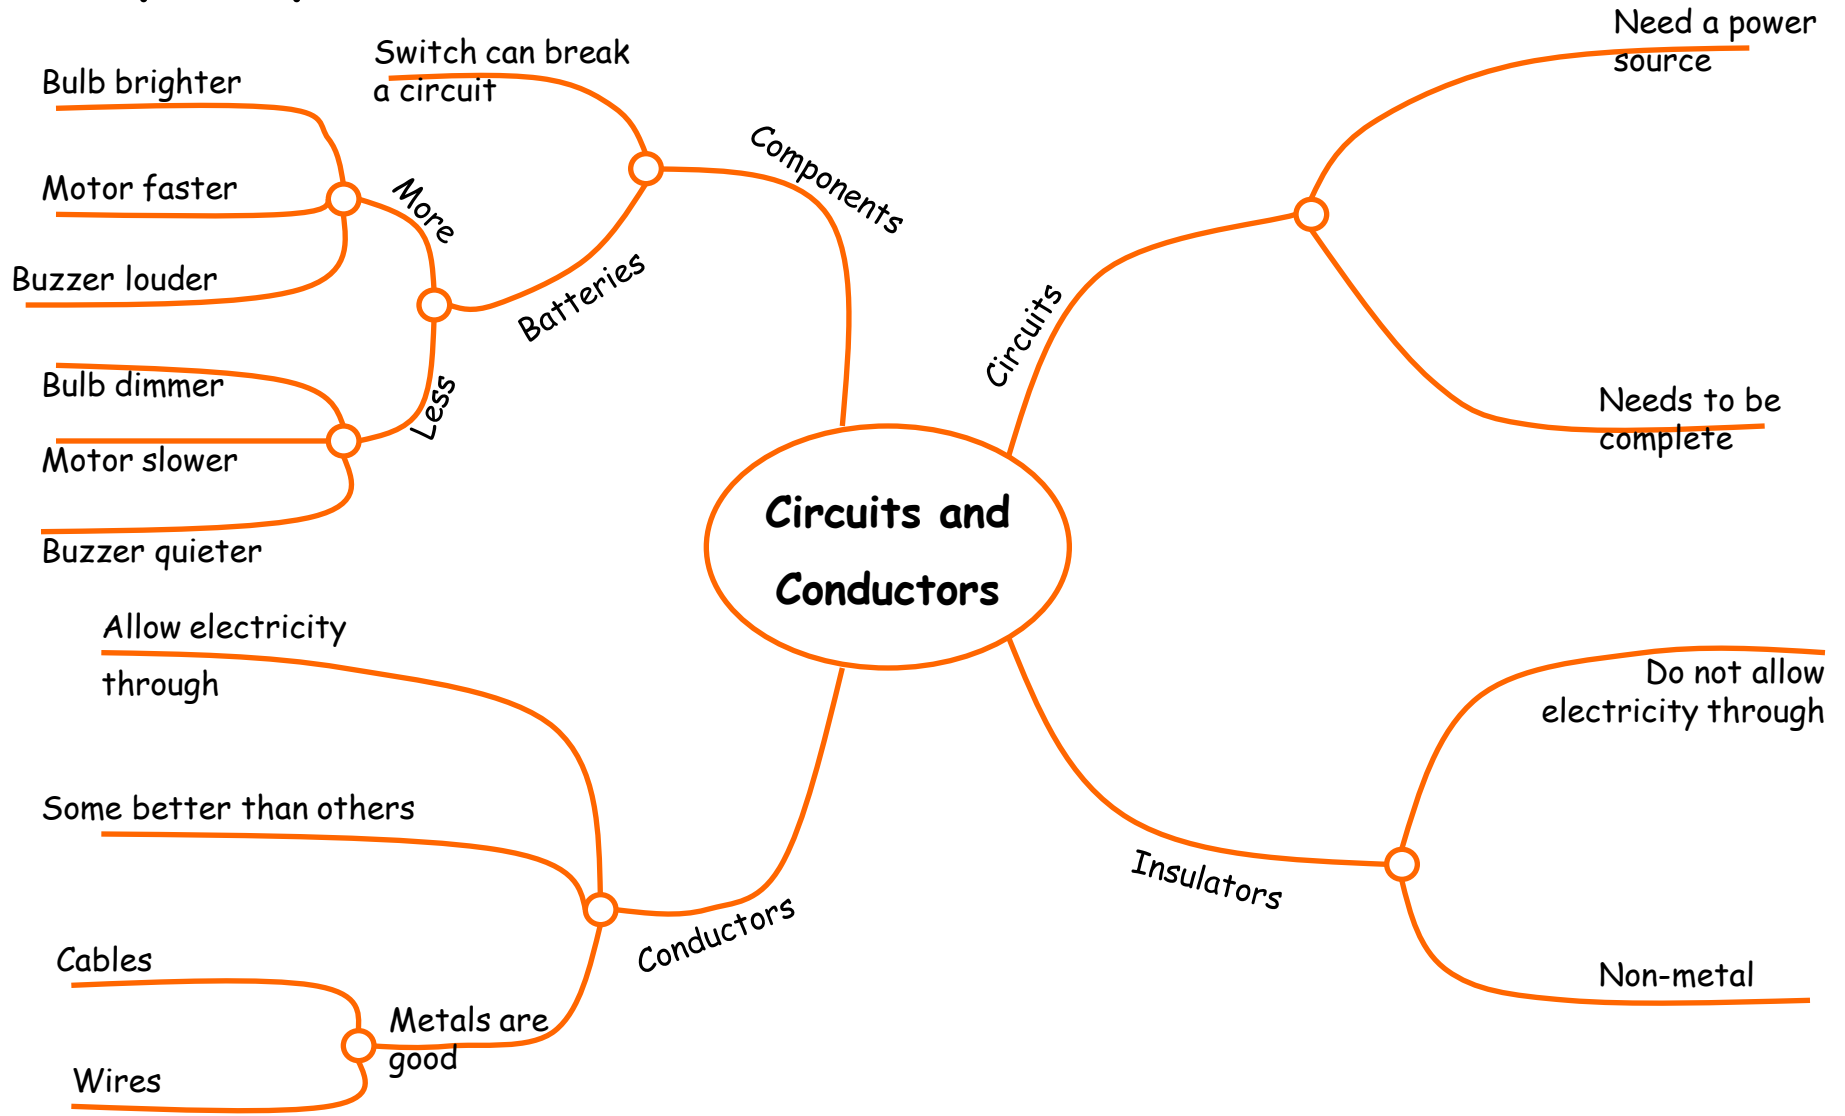 Switch can break
a circuit
Bulb brighter
Motor faster
Buzzer louder
More
Components
Batteries
Less
Bulb dimmer
Motor slower
Buzzer quieter
Need a power
source
Circuits
Needs to be
complete
Circuits and
Conductors
Allow electricity
through
Some better than others
Conductors
Cables
Metals are
good
Wires
Do not allow
electricity through
Insulators
Non-metal